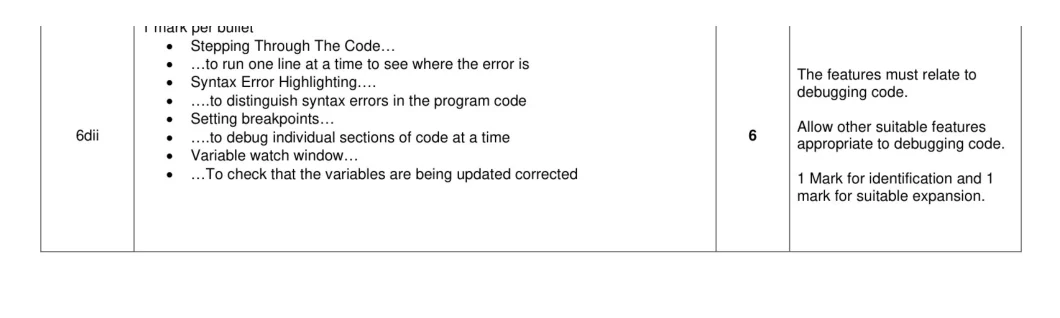 1 mark per bullet
• Stepping Through The Code…
• …to run one line at a time to see where the error is
• Syntax Error Highlighting….
• ….to distinguish syntax errors in the program code
• Setting breakpoints…
• ….to debug individual sections of code at a time
• Variable watch window…
• …To check that the variables are being updated corrected
6dii
6
The features must relate to
debugging code.
Allow other suitable features
appropriate to debugging code.
1 Mark for identification and 1
mark for suitable expansion.